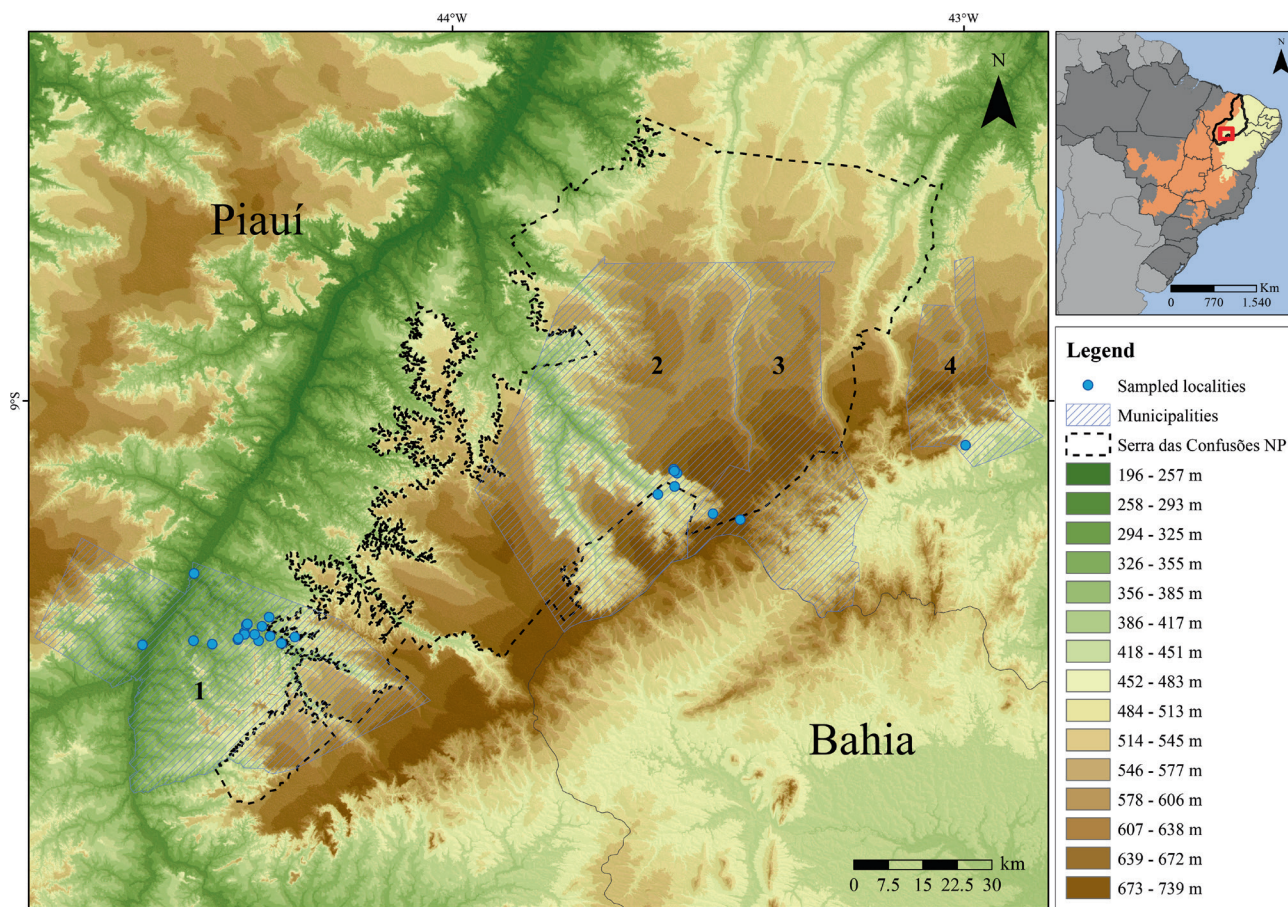 44°W
43°W
N
N
Piauí
2
3
4
9°S
1
Bahia
km
0 7.5 15 22.5 30
Km
0 770 1.540
Legend
Sampled localities
Municipalities
Serra das Confusões NP
196 - 257 m
258 - 293 m
294 - 325 m
326 - 355 m
356 - 385 m
386 - 417 m
418 - 451 m
452 - 483 m
484 - 513 m
514 - 545 m
546 - 577 m
578 - 606 m
607 - 638 m
639 - 672 m
673 - 739 m